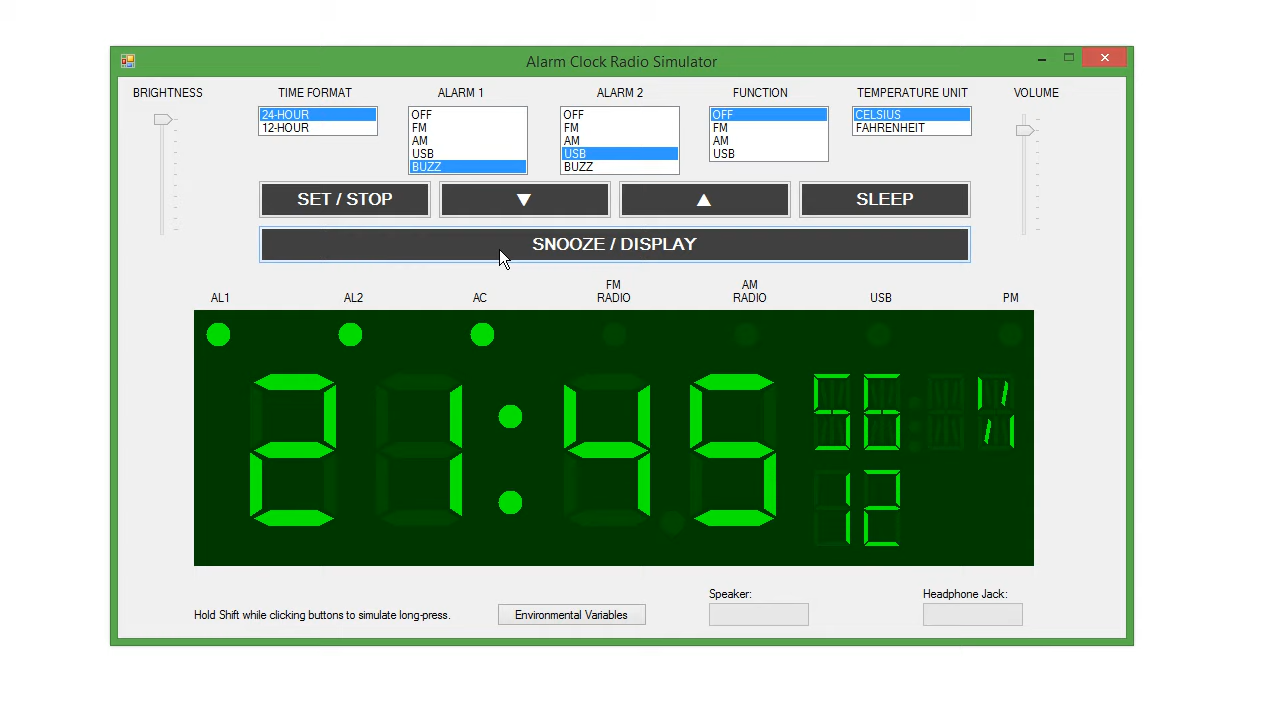 Alarm Clock Radio Simulator
BRIGHTNESS TIME FORMAT ALARM 1 ALARM 2 FUNCTION TEMPERATURE UNIT VOLUME
24-HOUR OFF OFF OFF CELSIUS
12-HOUR FM FM FM FAHRENHEIT
AM AM AM
USB USB USB
BUZZ BUZZ
SET / STOP ▼ ▲ SLEEP
SNOOZE / DISPLAY
AL1 AL2 AC FM RADIO AM RADIO USB PM
21:45 56 %
12
Hold Shift while clicking buttons to simulate long-press.
Environmental Variables
Speaker:
Headphone Jack: